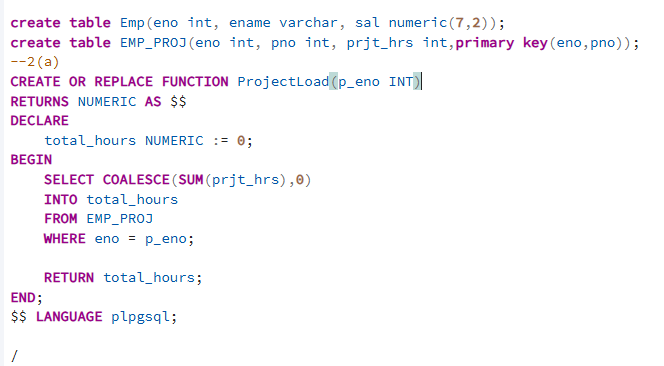 create table Emp(eno int, ename varchar, sal numeric(7,2));
create table EMP_PROJ(eno int, pno int, prjt_hrs int,primary key(eno,pno));
--2(a)
CREATE OR REPLACE FUNCTION ProjectLoad(p_eno INT)
RETURNS NUMERIC AS $$
DECLARE
    total_hours NUMERIC := 0;
BEGIN
    SELECT COALESCE(SUM(prjt_hrs),0)
    INTO total_hours
    FROM EMP_PROJ
    WHERE eno = p_eno;

    RETURN total_hours;
END;
$$ LANGUAGE plpgsql;

/